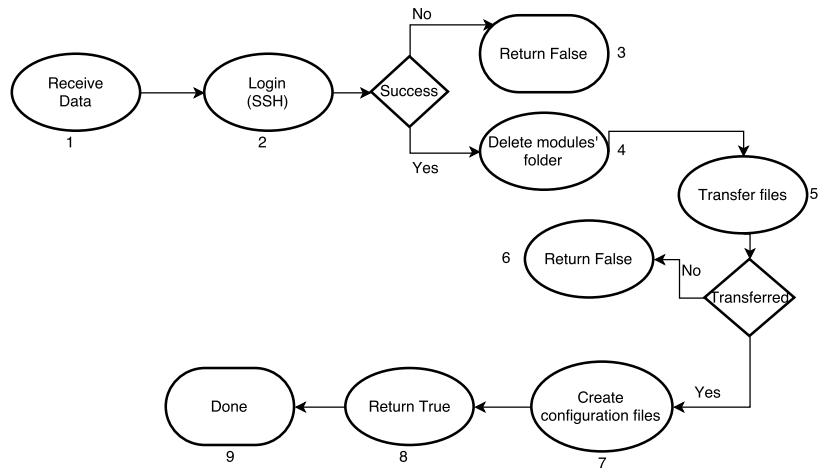 Receive
Data
1
Login
(SSH)
2
Success
No
Return False
3
Yes
Delete modules'
folder
4
Transfer files
5
Transferred
No
Return False
6
Yes
Create
configuration files
7
Return True
8
Done
9